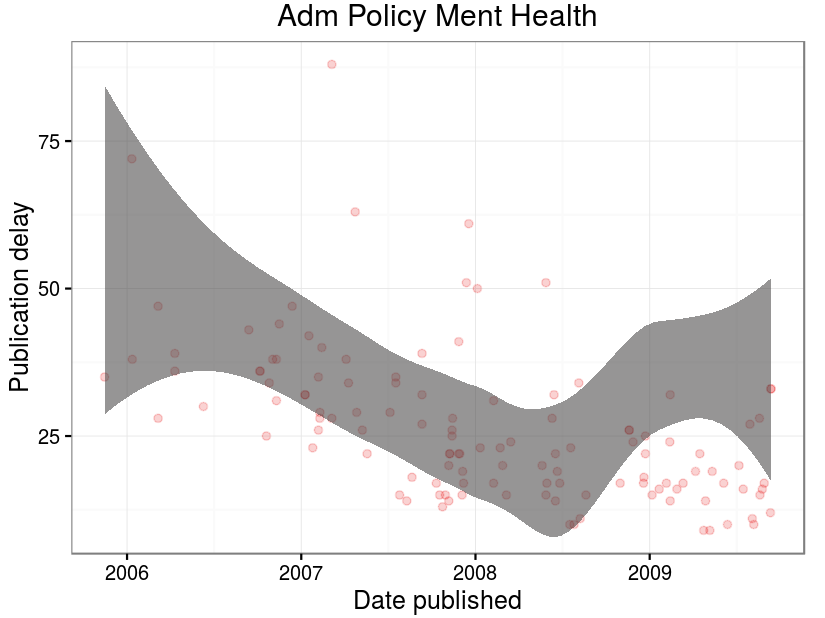 Adm Policy Ment Health
75
50
25
Publication delay
2006 2007 2008 2009
Date published